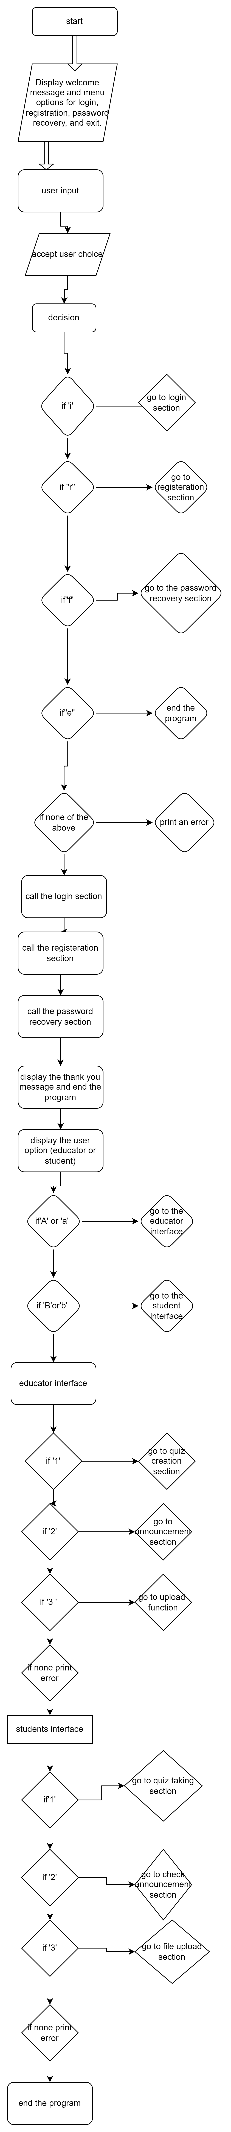 start
Display welcome
message and menu
options for login,
registration, password
recovery, and exit.
user input
accept user choice
decision
if 'i'
go to login
section
if "r"
go to
registeration
section
if 'f'
go to the password
recovery section
if"e"
end the
program
if none of the
above
print an error
call the login section
call the registeration
section
call the password
recovery section
display the thank you
message and end the
program
display the user
option (educator or
student)
if'A' or 'a'
go to the
educator
interface
if 'B'or'b'
go to the
student
interface
educator interface
if '1'
go to quiz
creation
section
if '2'
go to
announcement
section
if '3 '
go to upload
function
if none print
error
students interface
if'1'
go to quiz taking
section
if '2'
go to check
announcement
section
if '3'
go to file upload
section
if none print
error
end the program